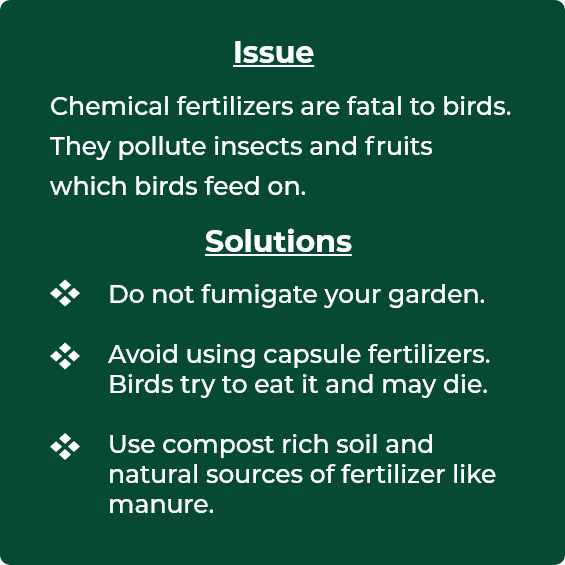 Issue
Chemical fertilizers are fatal to birds.
They pollute insects and fruits
which birds feed on.
Solutions
Do not fumigate your garden.
Avoid using capsule fertilizers.
Birds try to eat it and may die.
Use compost rich soil and
natural sources of fertilizer like
manure.